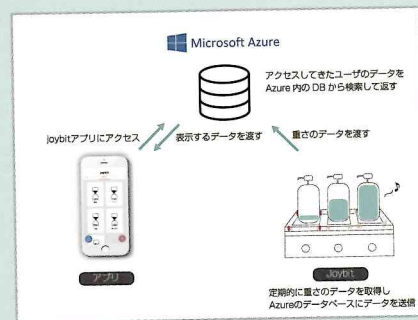 Microsoft Azure
アクセスしてきたユーザのデータを
Azure 内の DB から検索して返す
joybitアプリにアクセス
表示するデータを渡す
重さのデータを渡す
アプリ
Joybit
定期的に重さのデータを取得し
Azureのデータベースにデータを送信